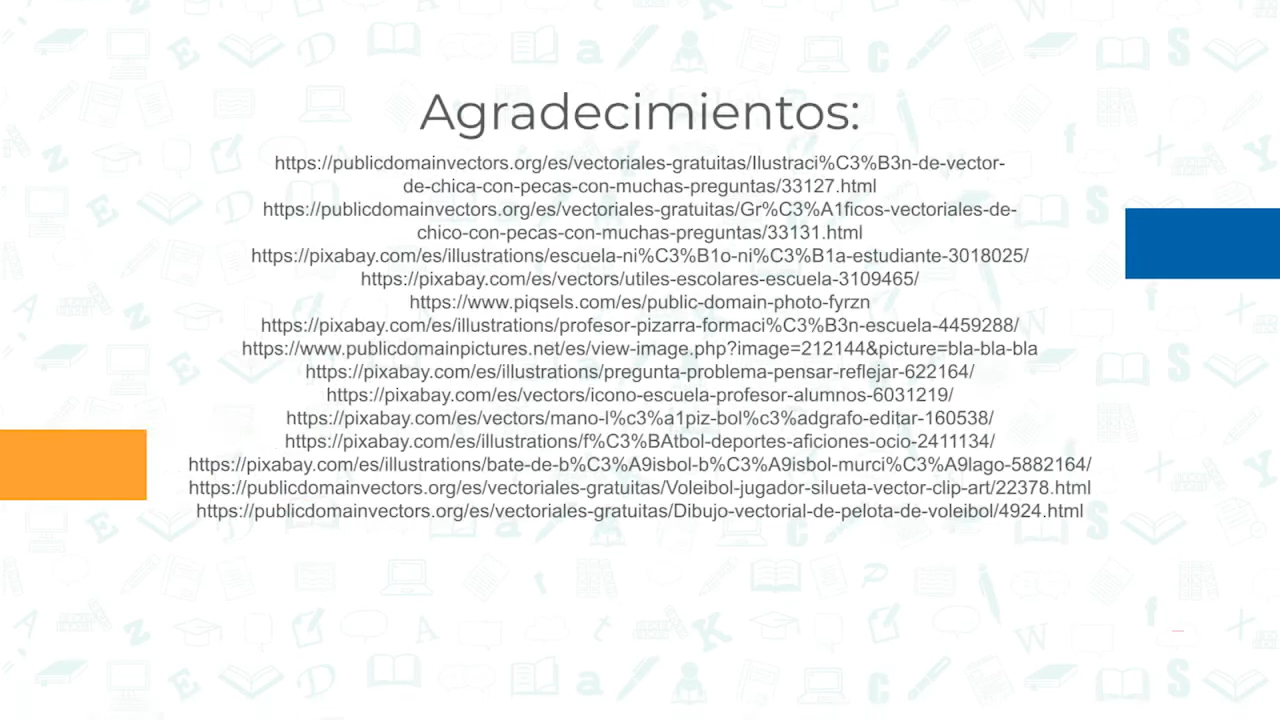 Agradecimientos:
https://publicdomainvectors.org/es/vectoriales-gratuitas/Ilustraci%C3%B3n-de-vector-
de-chica-con-pecas-con-muchas-preguntas/33127.html
https://publicdomainvectors.org/es/vectoriales-gratuitas/Gr%C3%A1ficos-vectoriales-de-
chico-con-pecas-con-muchas-preguntas/33131.html
https://pixabay.com/es/illustrations/escuela-ni%C3%B1o-ni%C3%B1a-estudiante-3018025/
https://pixabay.com/es/vectors/utiles-escolares-escuela-3109465/
https://www.piqsels.com/es/public-domain-photo-fyrzn
https://pixabay.com/es/illustrations/profesor-pizarra-formaci%C3%B3n-escuela-4459288/
https://www.publicdomainpictures.net/es/view-image.php?image=212144&picture=bla-bla-bla
https://pixabay.com/es/illustrations/pregunta-problema-pensar-reflejar-622164/
https://pixabay.com/es/vectors/icono-escuela-profesor-alumnos-6031219/
https://pixabay.com/es/vectors/mano-l%c3%a1piz-bol%c3%adgrafo-editar-160538/
https://pixabay.com/es/illustrations/f%C3%BAtbol-deportes-aficiones-ocio-2411134/
https://pixabay.com/es/illustrations/bate-de-b%C3%A9isbol-b%C3%A9isbol-murci%C3%A9lago-5882164/
https://publicdomainvectors.org/es/vectoriales-gratuitas/Voleibol-jugador-silueta-vector-clip-art/22378.html
https://publicdomainvectors.org/es/vectoriales-gratuitas/Dibujo-vectorial-de-pelota-de-voleibol/4924.html